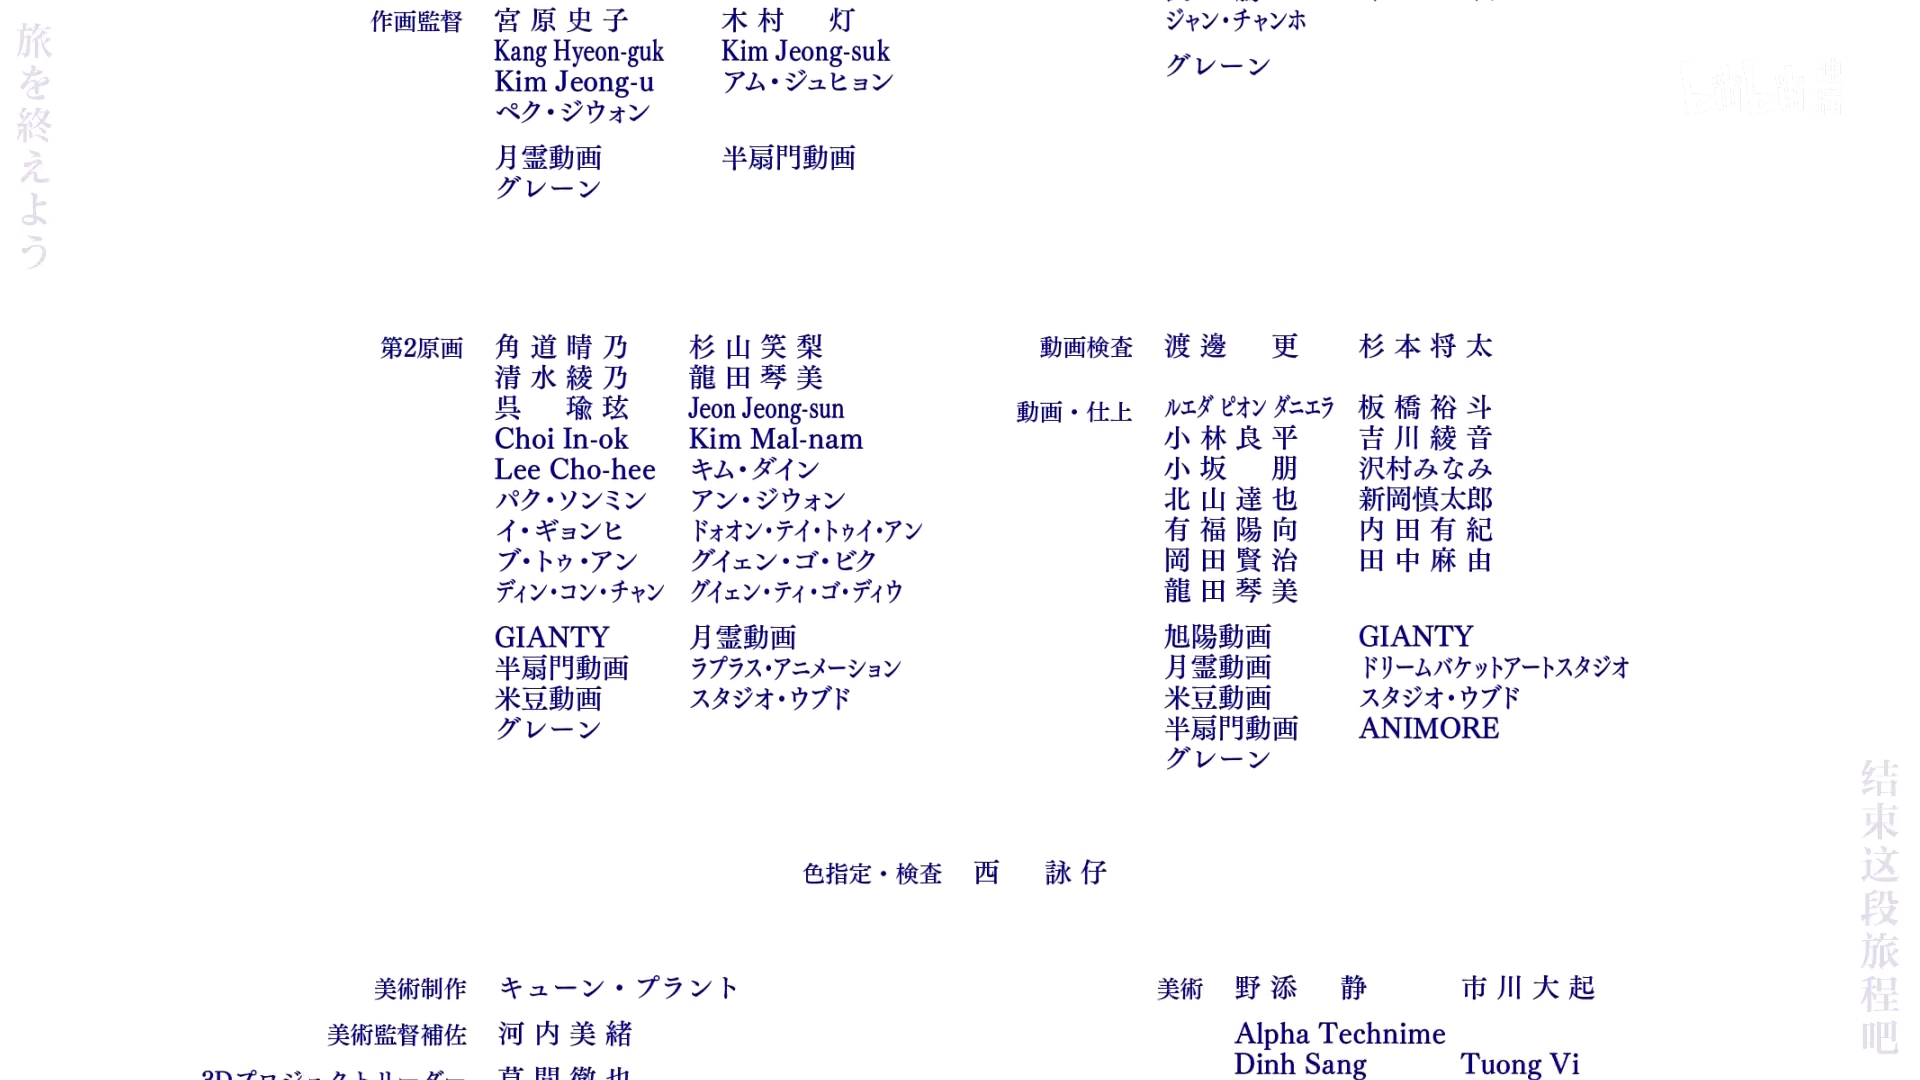 旅を終えよう
作画監督 宮原史子 木村 灯
Kang Hyeon-guk Kim Jeong-suk
Kim Jeong-u アム・ジュヒョン
ペク・ジウォン
月霊動画 半扇門動画
グレーン
ジャン・チャンホ
グレーン
第2原画 角道晴乃 杉山笑梨
清水綾乃 龍田琴美
呉 瑜玹 Jeon Jeong-sun
Choi In-ok Kim Mal-nam
Lee Cho-hee キム・ダイン
パク・ソンミン アン・ジウォン
イ・ギョンヒ ドォオン・テイ・トゥイ・アン
ブ・トゥ・アン グイェン・ゴ・ビク
ディン・コン・チャン グイェン・ティ・ゴ・ディウ
GIANTY 月霊動画
半扇門動画 ラプラス・アニメーション
米豆動画 スタジオ・ウブド
グレーン
動画検査 渡邊 更 杉本将太
動画・仕上 ルエダ ピオン ダニエラ 板橋裕斗
小林良平 吉川綾音
小坂 朋 沢村みなみ
北山達也 新岡慎太郎
有福陽向 内田有紀
岡田賢治 田中麻由
龍田琴美
旭陽動画 GIANTY
月霊動画 ドリームバケットアートスタジオ
米豆動画 スタジオ・ウブド
半扇門動画 ANIMORE
グレーン
色指定・検査 西 詠仔
美術制作 キューン・プラント
美術監督補佐 河内美緒
3Dプロジェクトリーダー 草間徹也
美術 野添 静 市川大起
Alpha Technime
Dinh Sang Tuong Vi
结束这段旅程吧